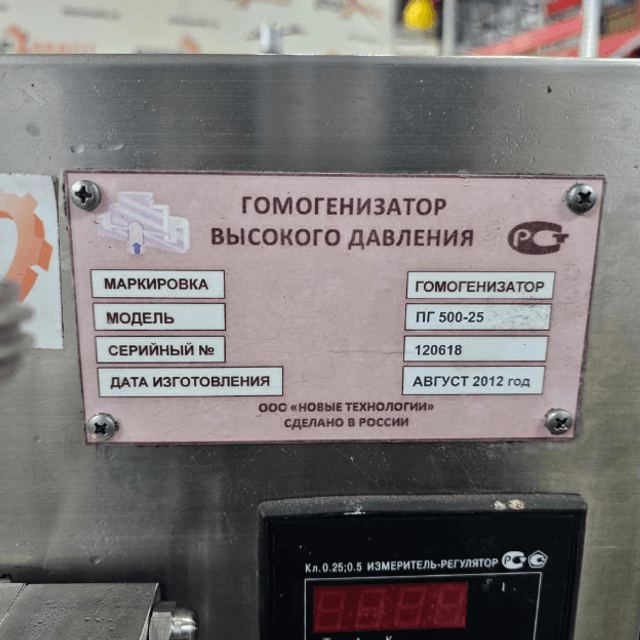 ГОМОГЕНИЗАТОР
ВЫСОКОГО ДАВЛЕНИЯ
МАРКИРОВКА ГОМОГЕНИЗАТОР
МОДЕЛЬ ПГ 500-25
СЕРИЙНЫЙ № 120618
ДАТА ИЗГОТОВЛЕНИЯ АВГУСТ 2012 год
ООО «НОВЫЕ ТЕХНОЛОГИИ»
СДЕЛАНО В РОССИИ
Кл. 0.25;0.5 ИЗМЕРИТЕЛЬ-РЕГУЛЯТОР